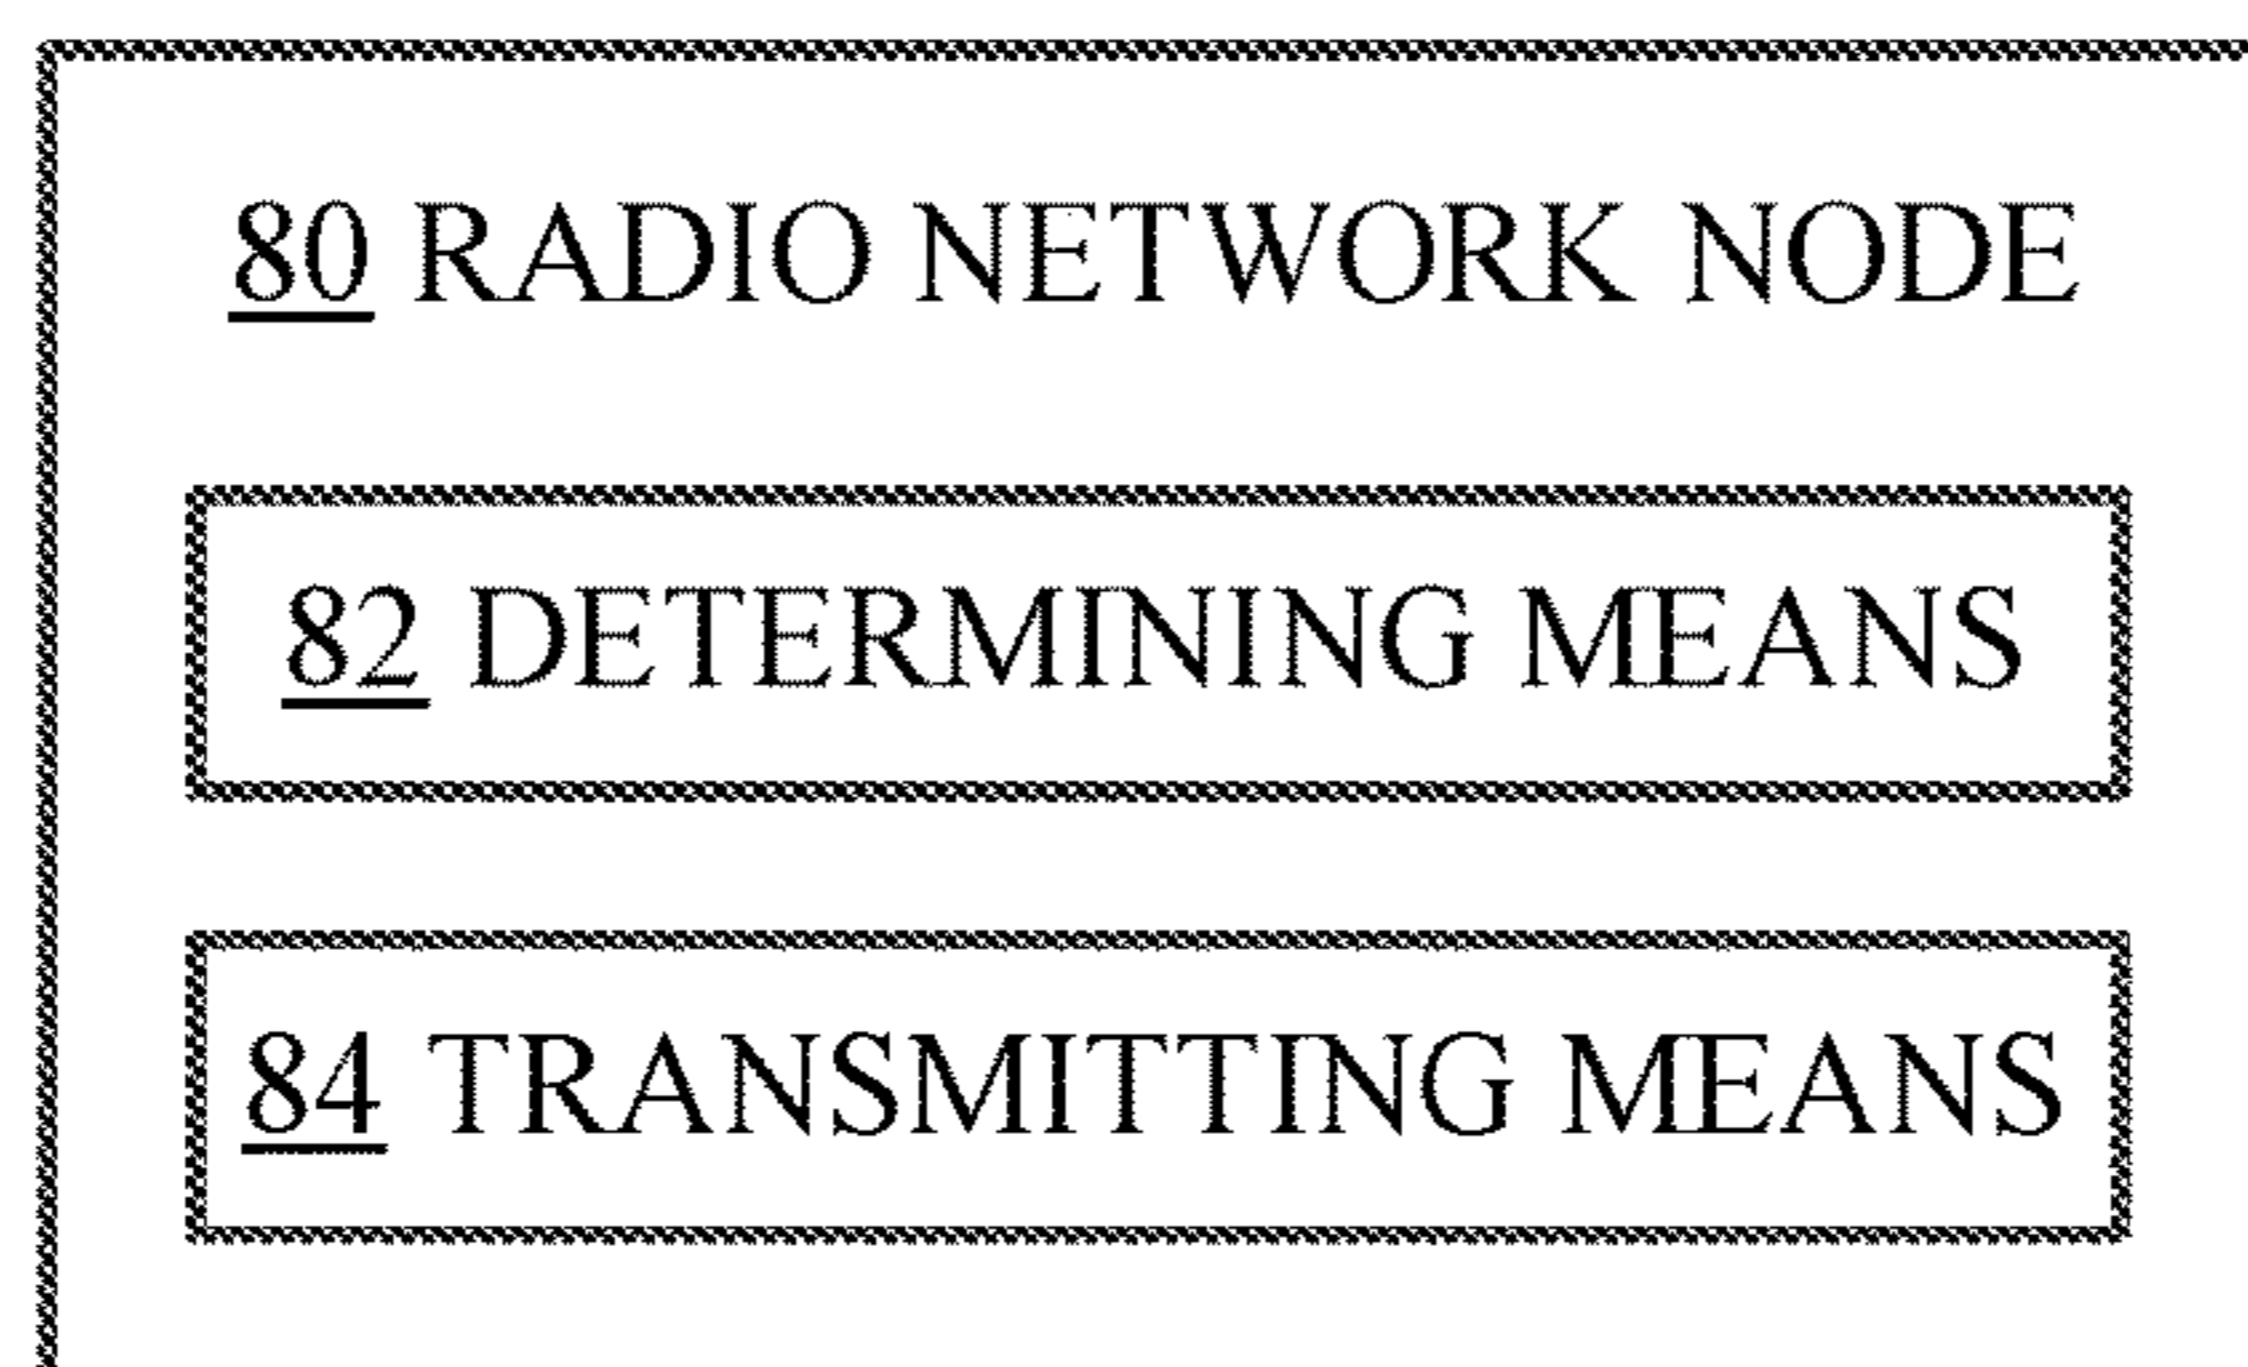 80 RADIO NETWORK NODE
82 DETERMINING MEANS
84 TRANSMITTING MEANS